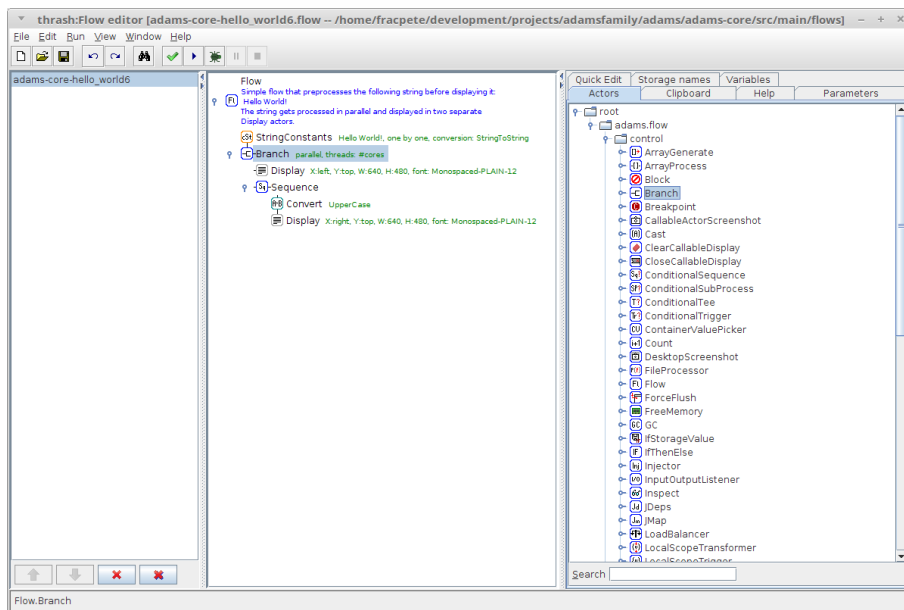 thrash:Flow editor [adams-core-hello_world6.flow -- /home/fracpete/development/projects/adamsfamily/adams/adams-core/src/main/flows]
File Edit Run View Window Help
adams-core-hello_world6
Flow
Simple flow that preprocesses the following string before displaying it:
Hello World!
The string gets processed in parallel and displayed in two separate
Display actors.
StringConstants Hello World!, one by one, conversion: StringToString
Branch parallel, threads: #cores
Display X:left, Y:top, W:640, H:480, font: Monospaced-PLAIN-12
Sequence
Convert UpperCase
Display X:right, Y:top, W:640, H:480, font: Monospaced-PLAIN-12
Quick Edit Storage names Variables
Actors Clipboard Help Parameters
root
adams.flow
control
ArrayGenerate
ArrayProcess
Block
Branch
Breakpoint
CallableActorScreenshot
Cast
ClearCallableDisplay
CloseCallableDisplay
ConditionalSequence
ConditionalSubProcess
ConditionalTee
ConditionalTrigger
ContainerValuePicker
Count
DesktopScreenshot
FileProcessor
Flow
ForceFlush
FreeMemory
GC
IfStorageValue
IfThenElse
Injector
InputOutputListener
Inspect
JDeps
JMap
LoadBalancer
LocalScopeTransformer
LocalScopeTrigger
Search
Flow.Branch